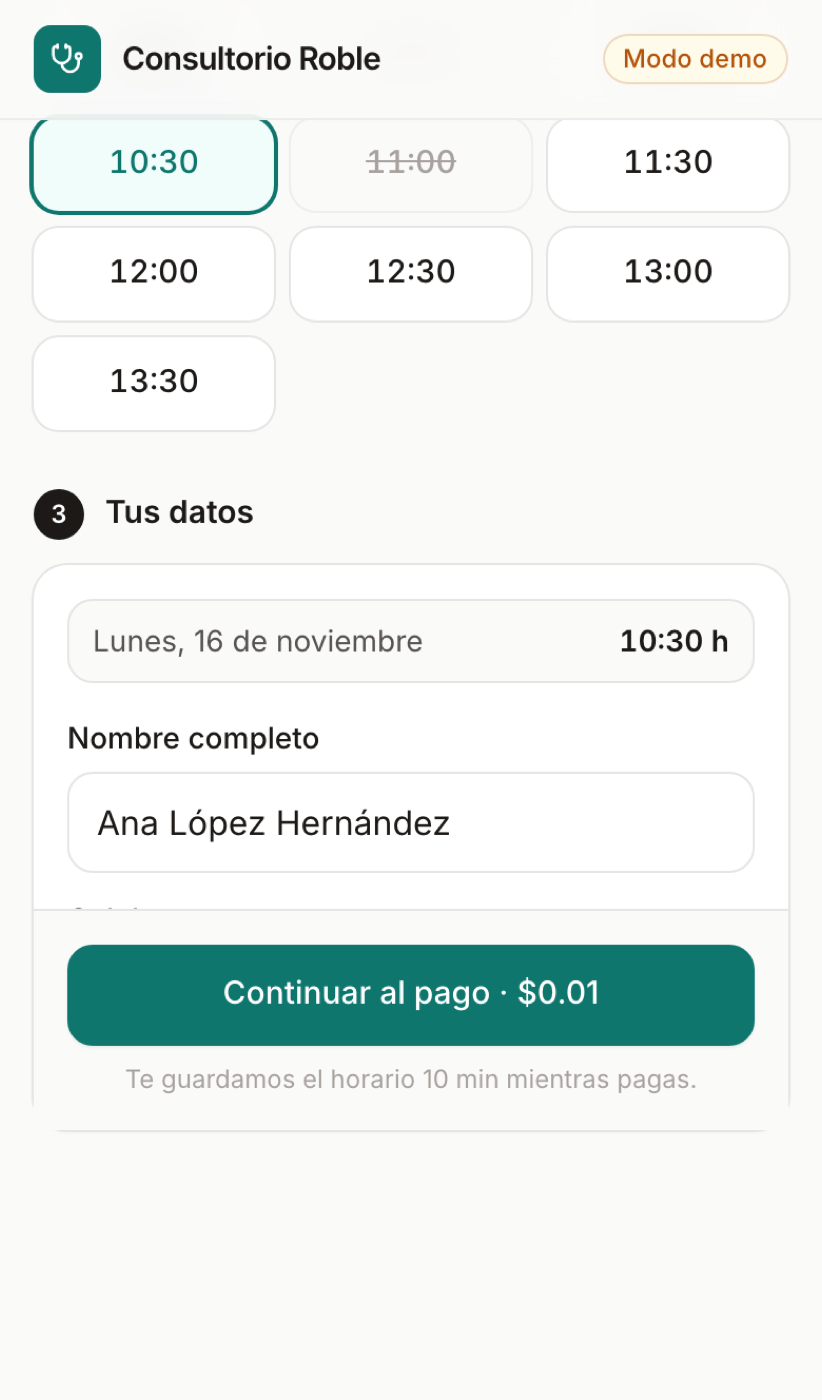 Consultorio Roble
Modo demo
10:30
11:00
11:30
12:00
12:30
13:00
13:30
3
Tus datos
Lunes, 16 de noviembre
10:30 h
Nombre completo
Ana López Hernández
Continuar al pago · $0.01
Te guardamos el horario 10 min mientras pagas.